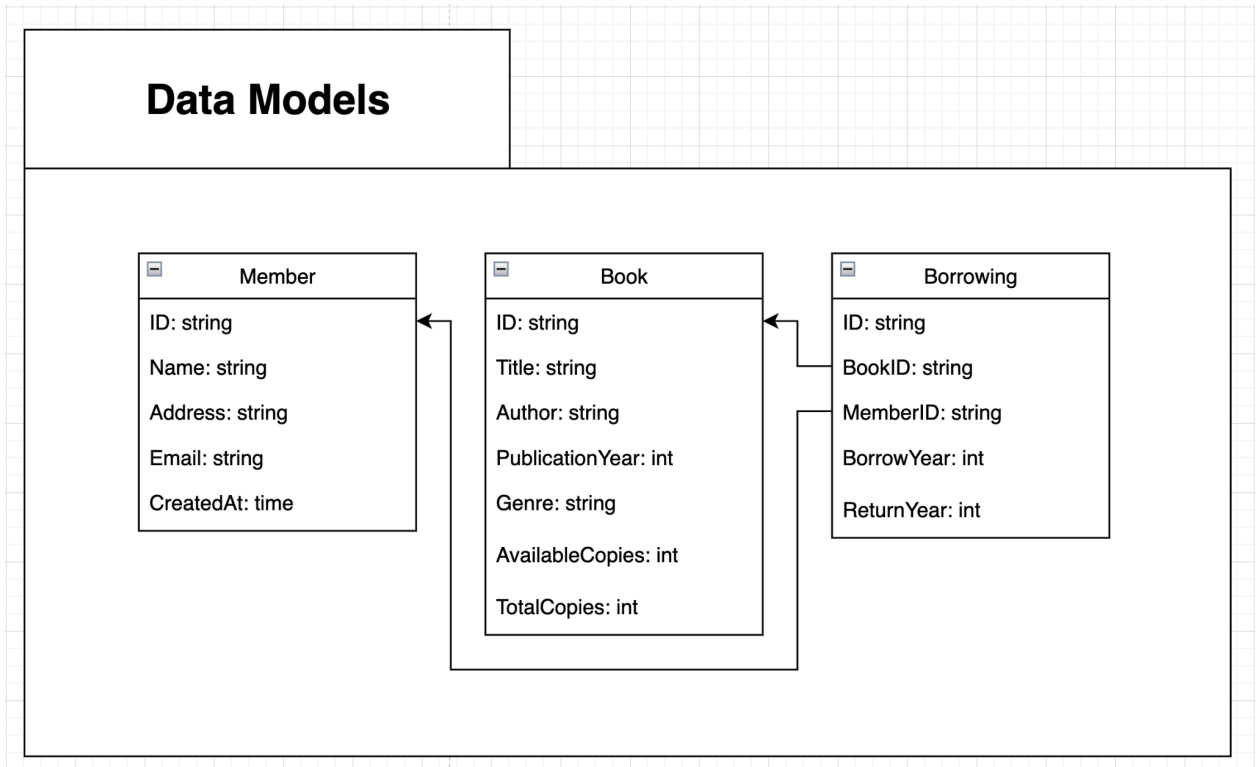 Data Models
Member
ID: string
Name: string
Address: string
Email: string
CreatedAt: time
Book
ID: string
Title: string
Author: string
PublicationYear: int
Genre: string
AvailableCopies: int
TotalCopies: int
Borrowing
ID: string
BookID: string
MemberID: string
BorrowYear: int
ReturnYear: int